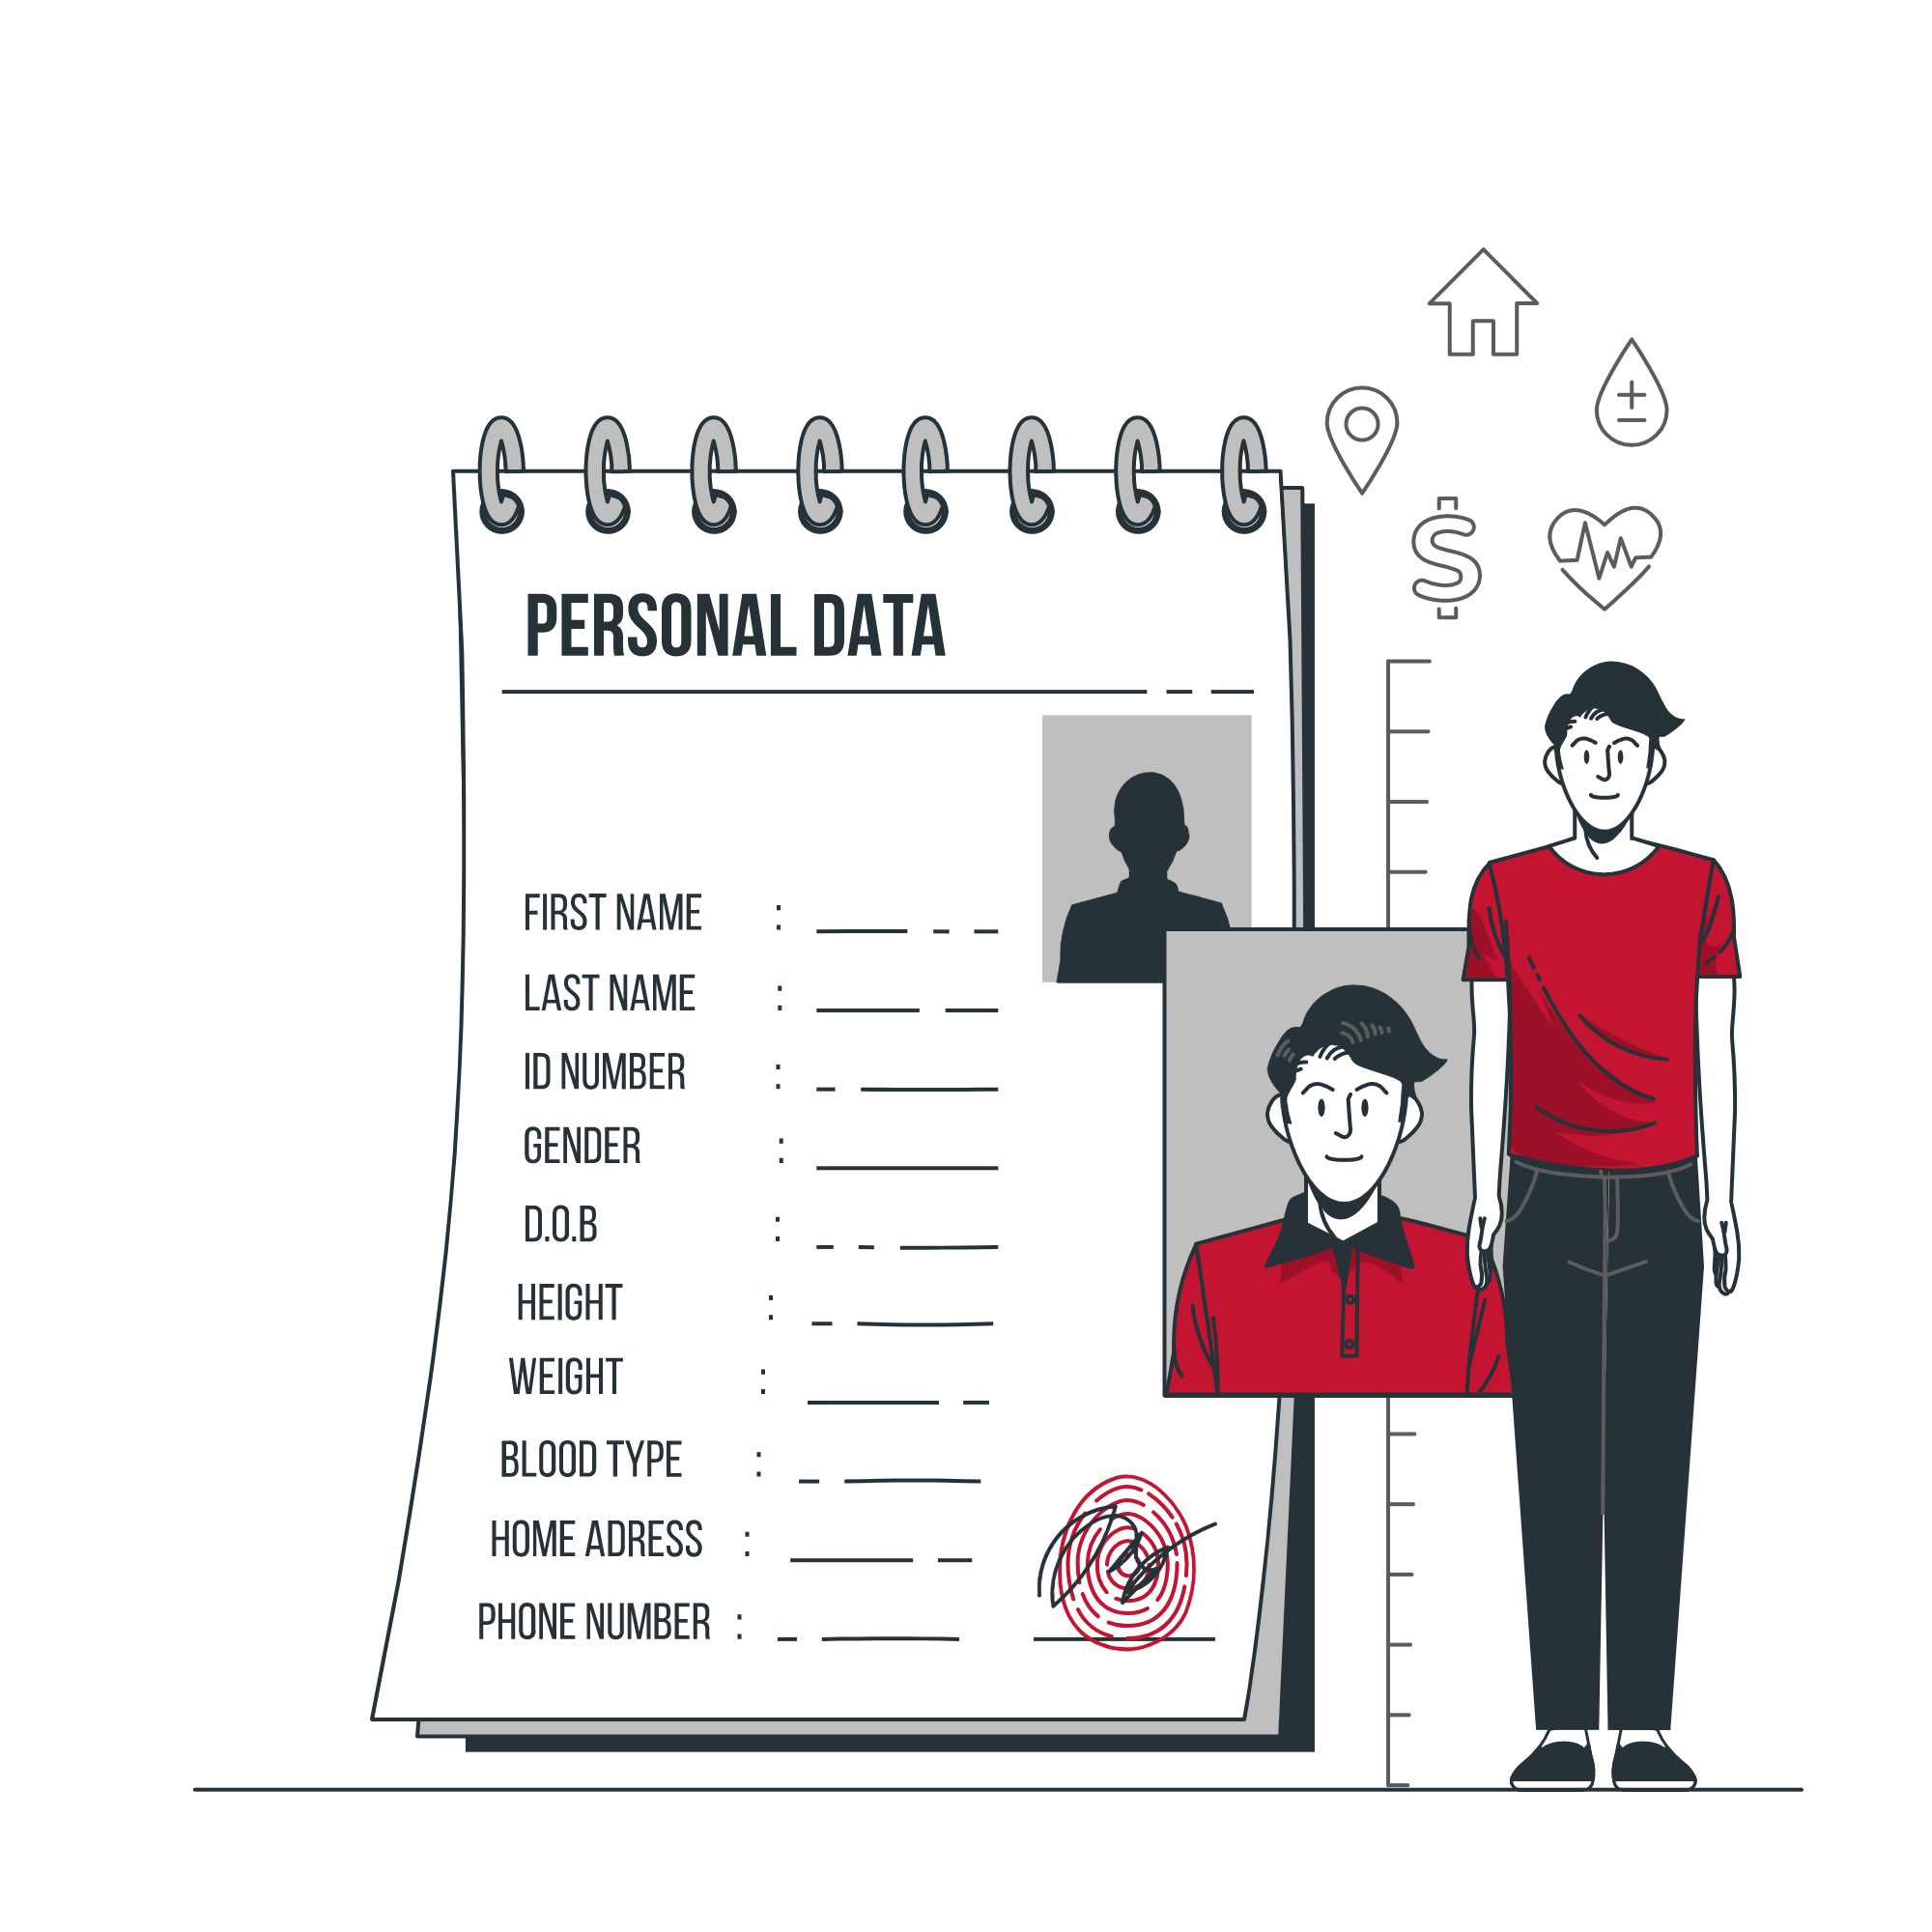 PERSONAL DATA
FIRST NAME :
LAST NAME :
ID NUMBER :
GENDER :
D.O.B :
HEIGHT :
WEIGHT :
BLOOD TYPE :
HOME ADRESS :
PHONE NUMBER :